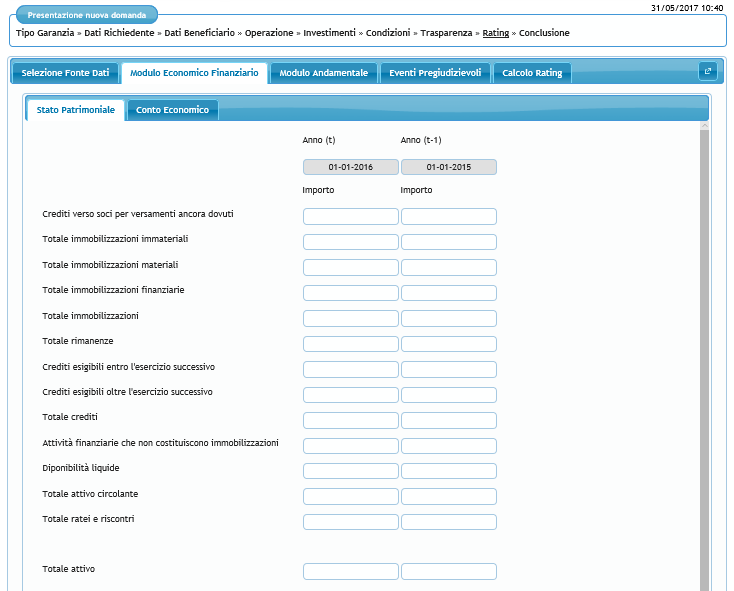 31/05/2017 10:40
Presentazione nuova domanda
Tipo Garanzia » Dati Richiedente » Dati Beneficiario » Operazione » Investimenti » Condizioni » Trasparenza » Rating » Conclusione
Selezione Fonte Dati Modulo Economico Finanziario Modulo Andamentale Eventi Pregiudizievoli Calcolo Rating
Stato Patrimoniale Conto Economico
Anno (t) Anno (t-1)
01-01-2016 01-01-2015
Importo Importo
Crediti verso soci per versamenti ancora dovuti
Totale immobilizzazioni immateriali
Totale immobilizzazioni materiali
Totale immobilizzazioni finanziarie
Totale immobilizzazioni
Totale rimanenze
Crediti esigibili entro l'esercizio successivo
Crediti esigibili oltre l'esercizio successivo
Totale crediti
Attività finanziarie che non costituiscono immobilizzazioni
Diponibilità liquide
Totale attivo circolante
Totale ratei e riscontri
Totale attivo